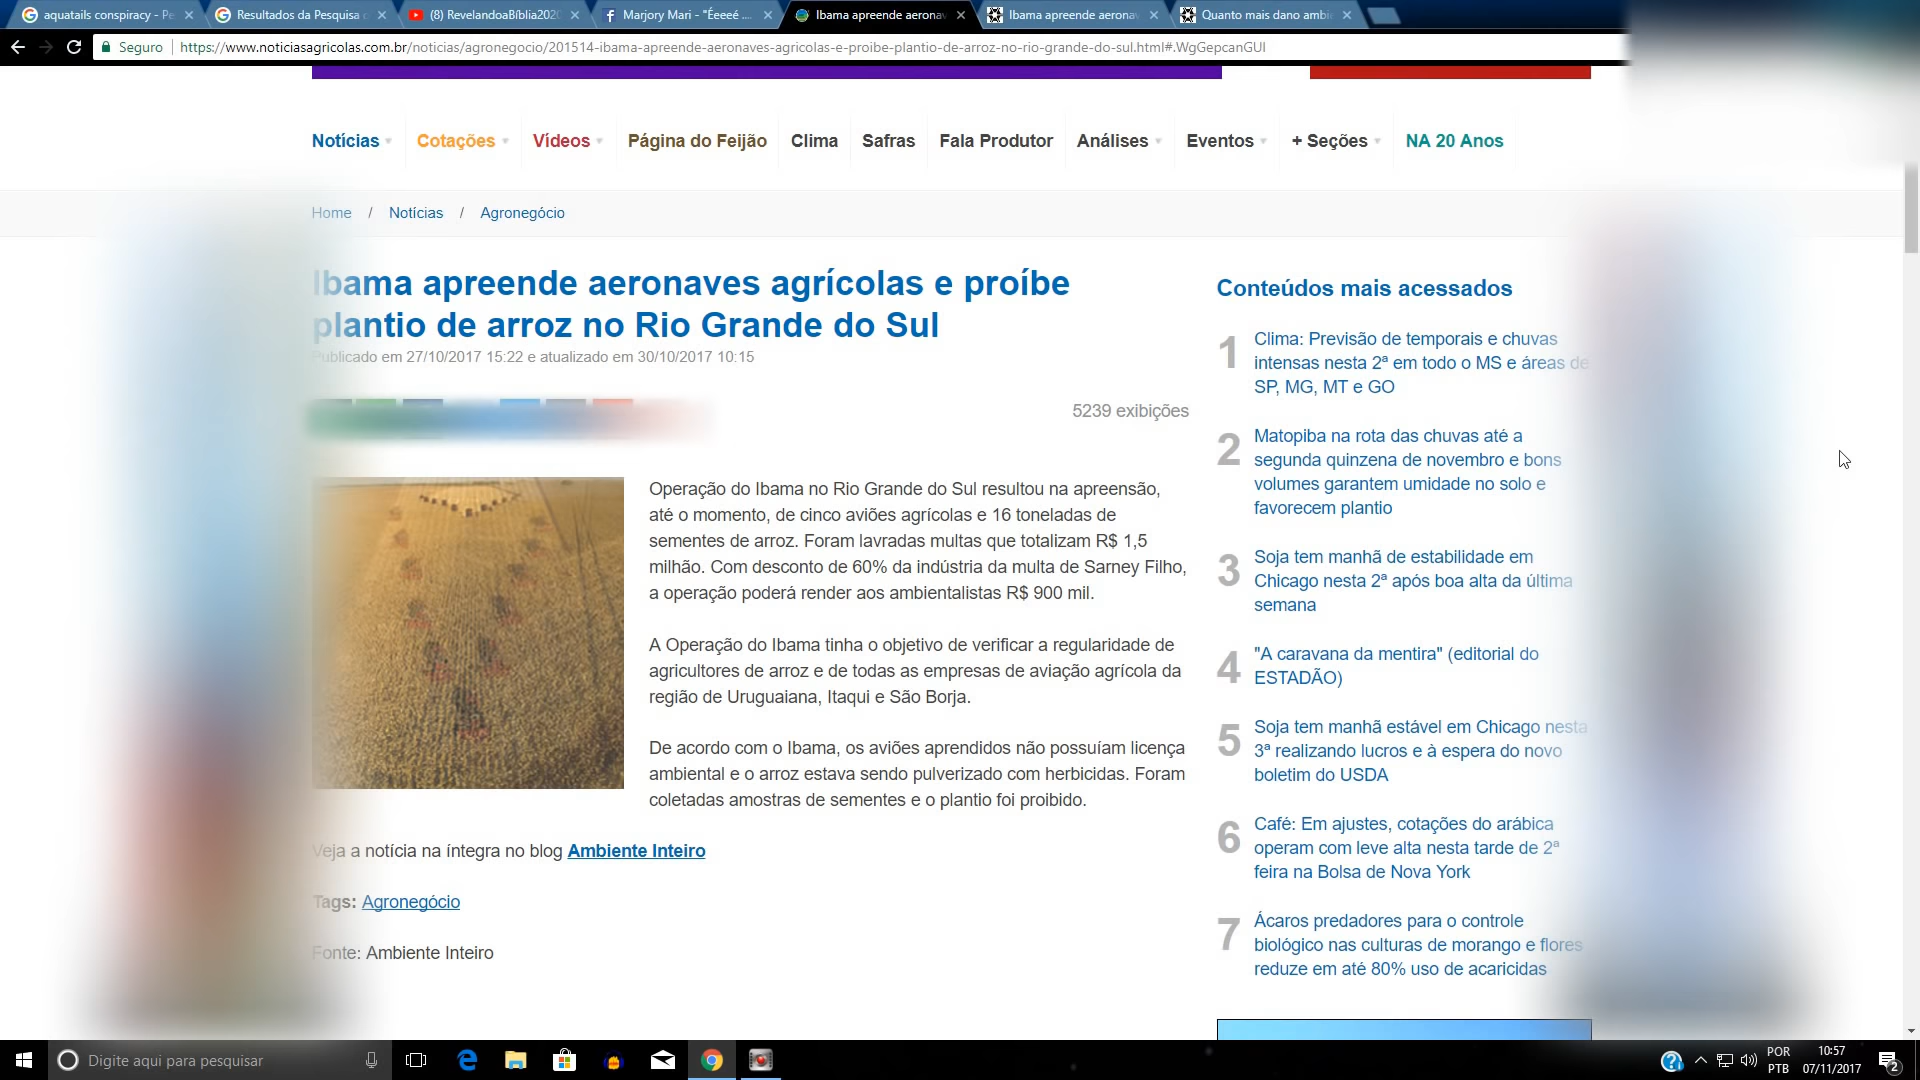 aquatails conspiracy - Pe
Resultados da Pesquisa d
(8) RevelandoaBíblia2020
Marjory Mari - "Éeeeé ...
Ibama apreende aeronav
Ibama apreende aeronav
Quanto mais dano ambi
Seguro
https://www.noticiasagricolas.com.br/noticias/agronegocio/201514-ibama-apreende-aeronaves-agricolas-e-proibe-plantio-de-arroz-no-rio-grande-do-sul.html#.WgGepcanGUI
Notícias Cotações Vídeos Página do Feijão Clima Safras Fala Produtor Análises Eventos + Seções NA 20 Anos
Home / Notícias / Agronegócio
Ibama apreende aeronaves agrícolas e proíbe
plantio de arroz no Rio Grande do Sul
Publicado em 27/10/2017 15:22 e atualizado em 30/10/2017 10:15
5239 exibições
Operação do Ibama no Rio Grande do Sul resultou na apreensão,
até o momento, de cinco aviões agrícolas e 16 toneladas de
sementes de arroz. Foram lavradas multas que totalizam R$ 1,5
milhão. Com desconto de 60% da indústria da multa de Sarney Filho,
a operação poderá render aos ambientalistas R$ 900 mil.
A Operação do Ibama tinha o objetivo de verificar a regularidade de
agricultores de arroz e de todas as empresas de aviação agrícola da
região de Uruguaiana, Itaqui e São Borja.
De acordo com o Ibama, os aviões aprendidos não possuíam licença
ambiental e o arroz estava sendo pulverizado com herbicidas. Foram
coletadas amostras de sementes e o plantio foi proibido.
Veja a notícia na íntegra no blog Ambiente Inteiro
Tags: Agronegócio
Fonte: Ambiente Inteiro
Conteúdos mais acessados
1 Clima: Previsão de temporais e chuvas
intensas nesta 2ª em todo o MS e áreas de
SP, MG, MT e GO
2 Matopiba na rota das chuvas até a
segunda quinzena de novembro e bons
volumes garantem umidade no solo e
favorecem plantio
3 Soja tem manhã de estabilidade em
Chicago nesta 2ª após boa alta da última
semana
4 "A caravana da mentira" (editorial do
ESTADÃO)
5 Soja tem manhã estável em Chicago nesta
3ª realizando lucros e à espera do novo
boletim do USDA
6 Café: Em ajustes, cotações do arábica
operam com leve alta nesta tarde de 2ª
feira na Bolsa de Nova York
7 Ácaros predadores para o controle
biológico nas culturas de morango e flores
reduze em até 80% uso de acaricidas
Digite aqui para pesquisar
POR
PTB
10:57
07/11/2017
2